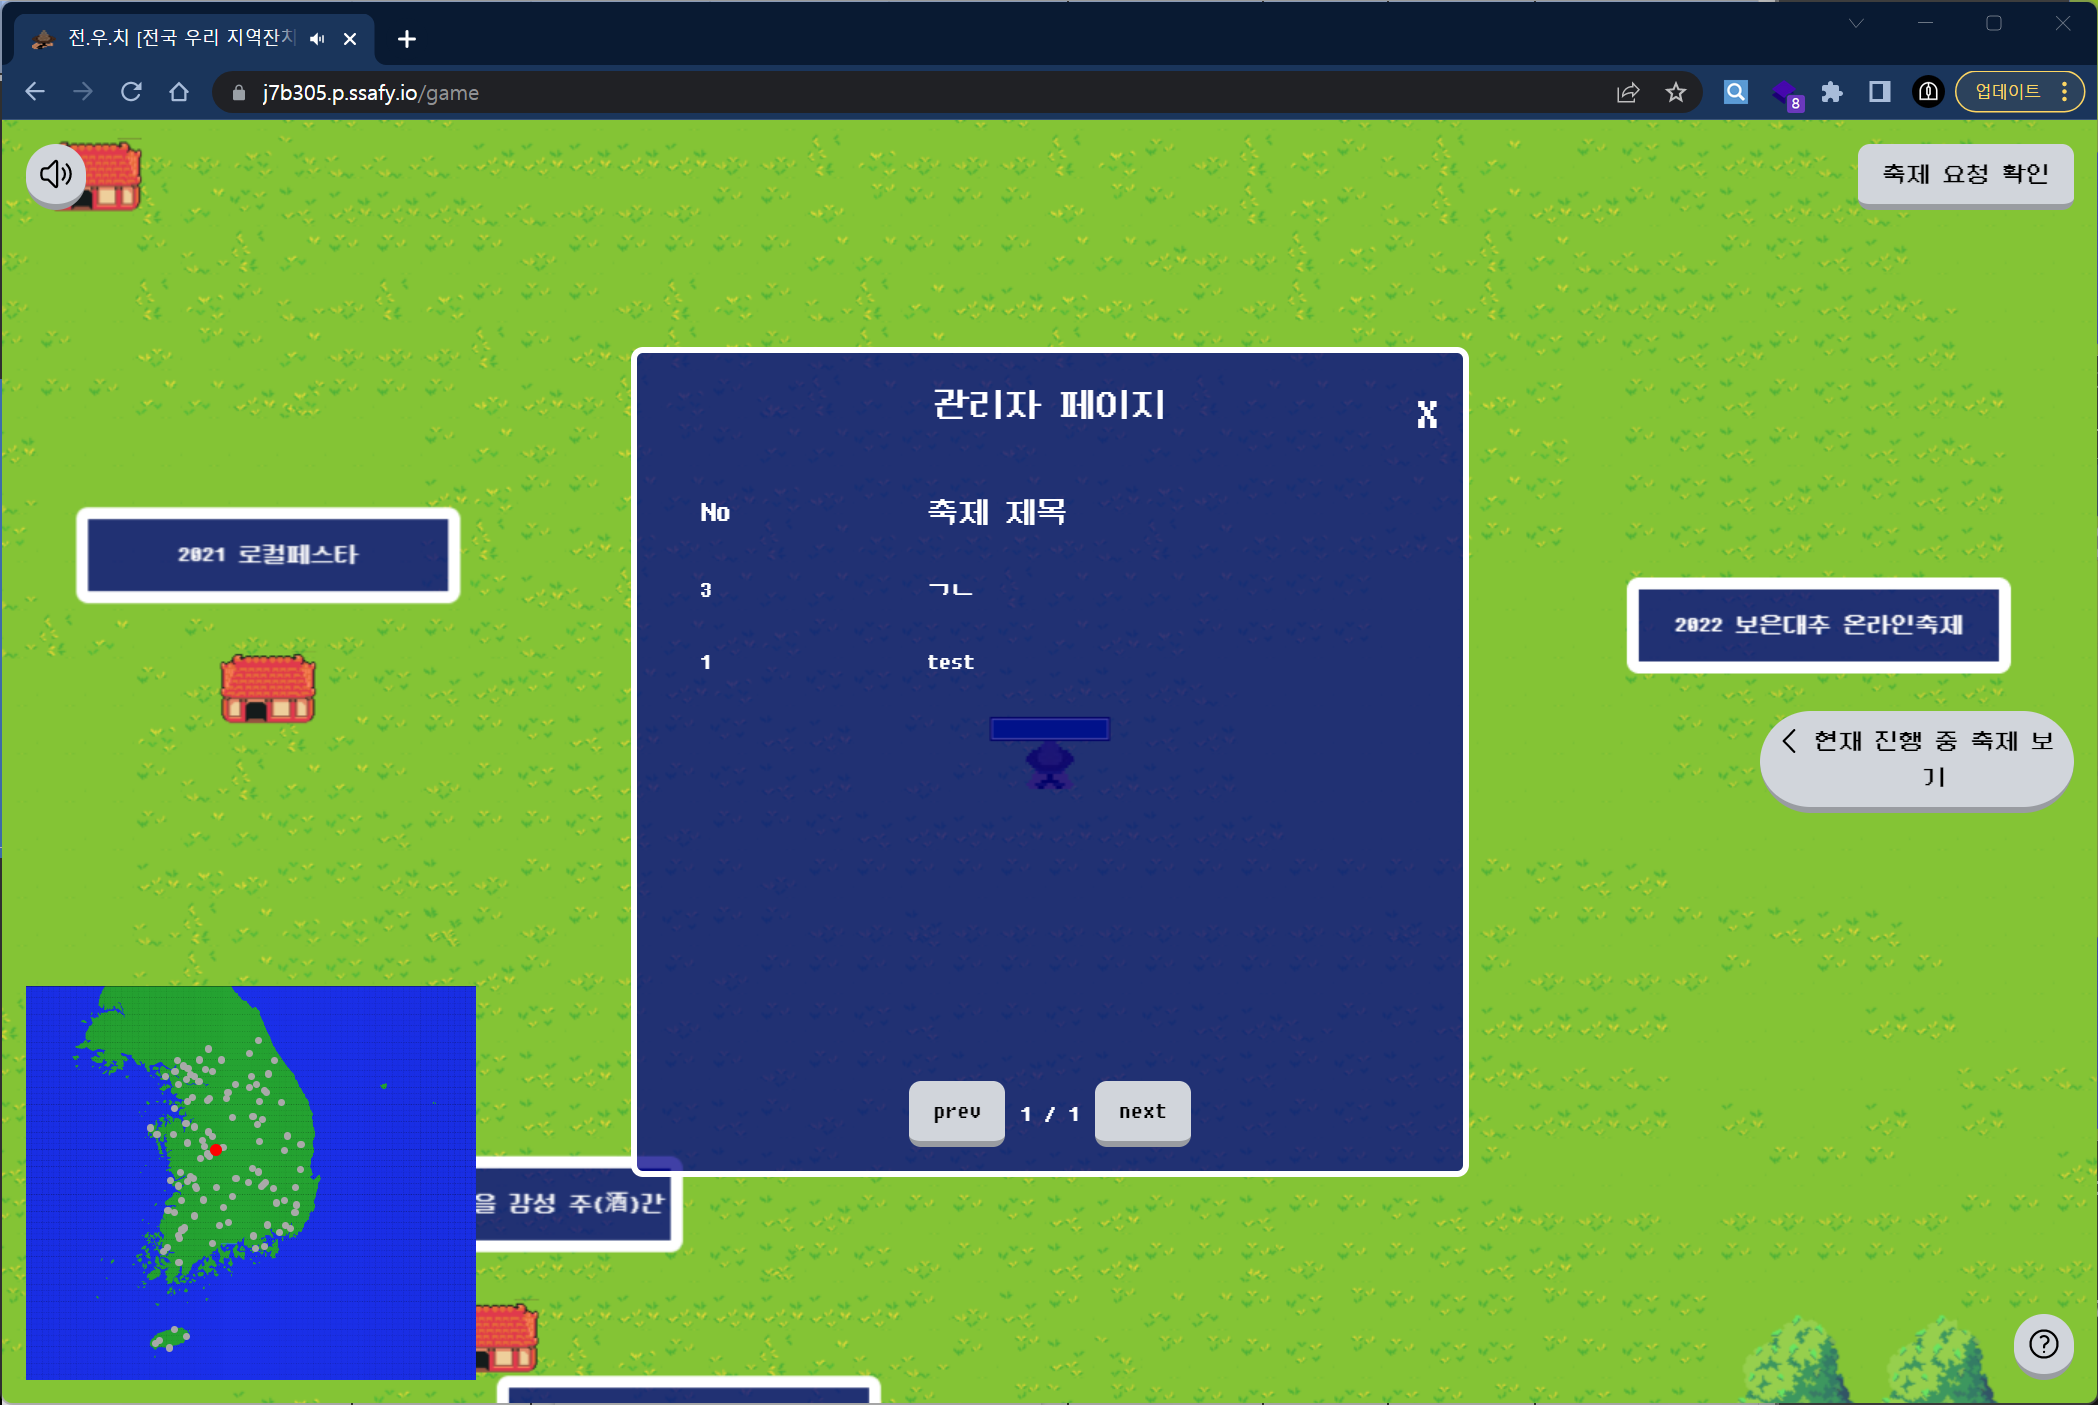 전.우.치 [전국 우리 지역잔치
j7b305.p.ssafy.io/game
8
업데이트
축제 요청 확인
관리자 페이지
X
No 축제 제목
3 ㄱㄴ
1 test
2021 로컬페스타
2022 보은대추 온라인축제
현재 진행 중 축제 보
기
prev 1 / 1 next
을 감성 주(酒)간
?